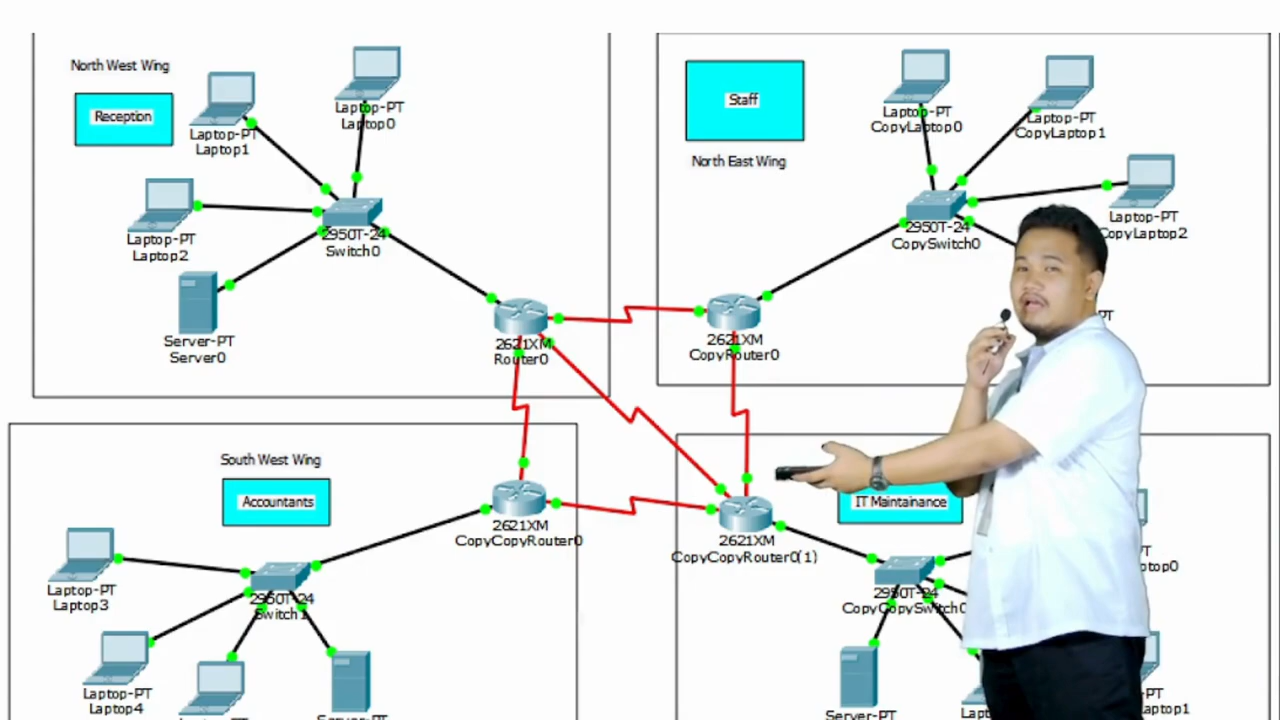 North West Wing
Reception
Laptop-PT
Laptop1
Laptop-PT
Laptop0
Laptop-PT
Laptop2
2950T-24
Switch0
Server-PT
Server0
2621XM
Router0
Staff
North East Wing
Laptop-PT
CopyLaptop0
Laptop-PT
CopyLaptop1
Laptop-PT
CopyLaptop2
2950T-24
CopySwitch0
PT
2621XM
CopyRouter0
South West Wing
Accountants
2621XM
CopyCopyRouter0
Laptop-PT
Laptop3
2950T-24
Switch1
Laptop-PT
Laptop4
IT Maintainance
2621XM
CopyCopyRouter0(1)
2950T-24
CopyCopySwitch0
Server-PT